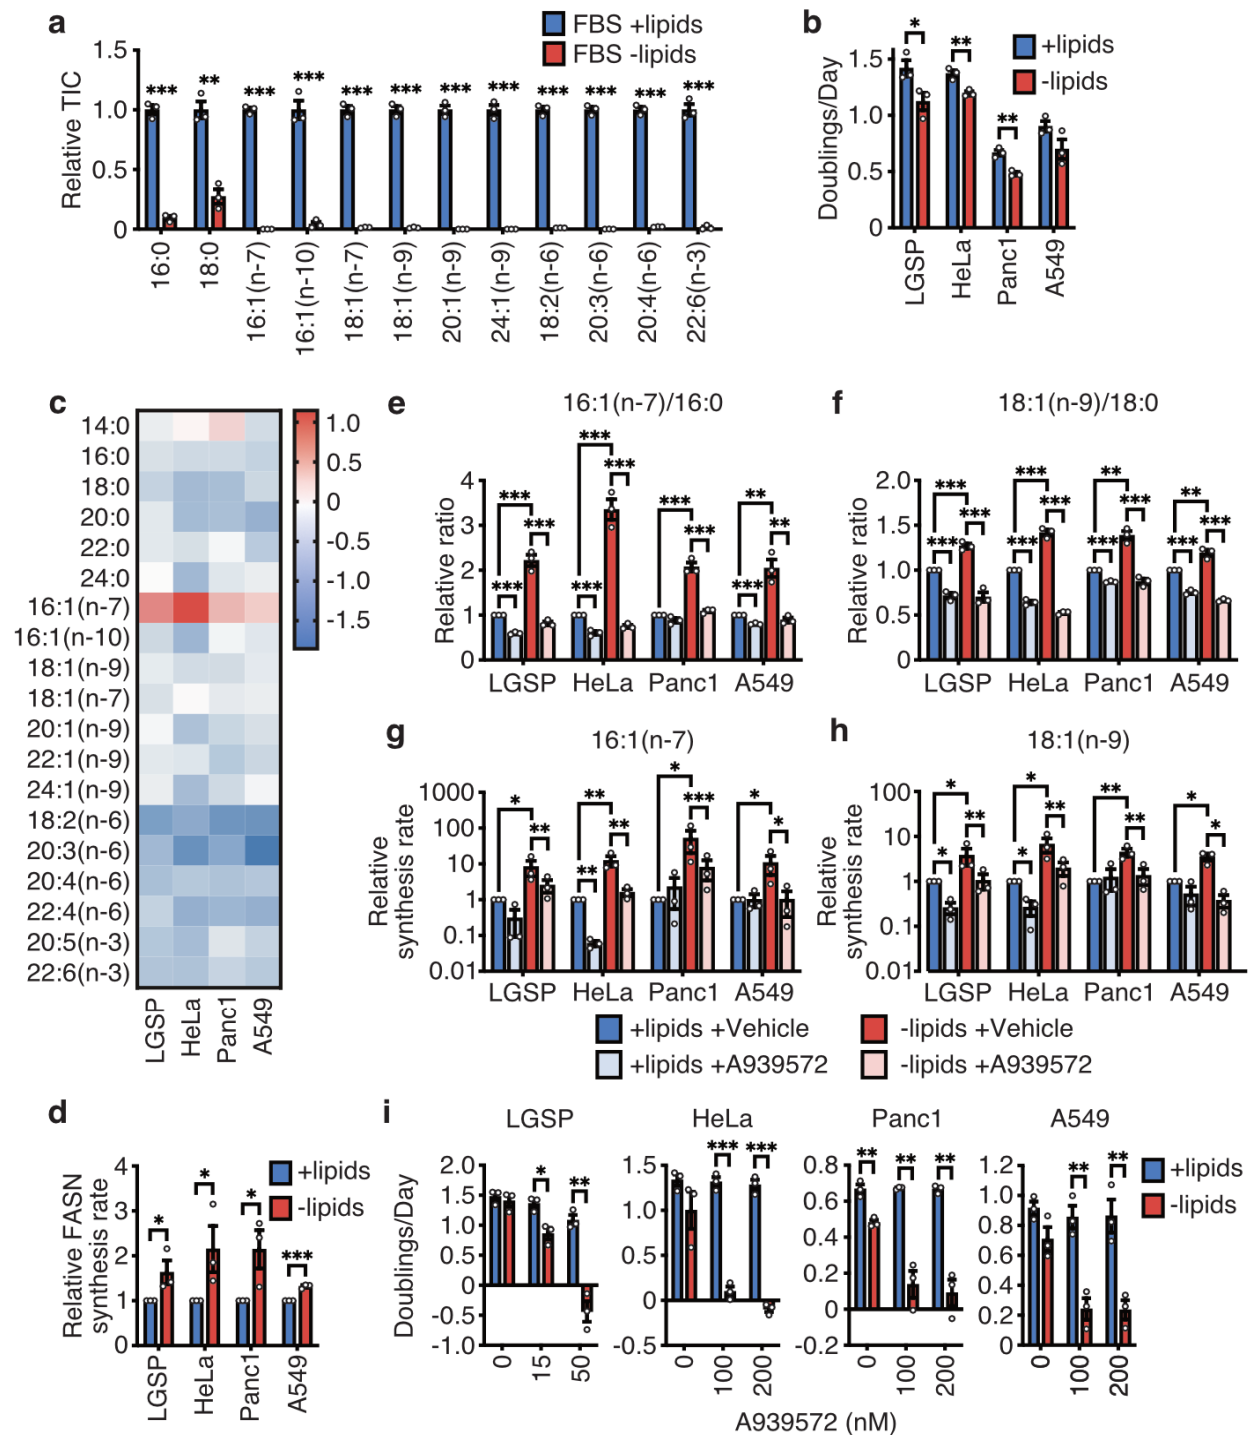 a
FBS +lipids
FBS -lipids
Relative TIC
1.5
1.0
0.5
0
*** ** *** *** *** *** *** *** *** *** *** ***
16:0
18:0
16:1(n-7)
16:1(n-10)
18:1(n-7)
18:1(n-9)
20:1(n-9)
24:1(n-9)
18:2(n-6)
20:3(n-6)
20:4(n-6)
22:6(n-3)
b
+lipids
-lipids
Doublings/Day
1.5
1.0
0.5
0
* ** **
LGSP
HeLa
Panc1
A549
c
14:0
16:0
18:0
20:0
22:0
24:0
16:1(n-7)
16:1(n-10)
18:1(n-9)
18:1(n-7)
20:1(n-9)
22:1(n-9)
24:1(n-9)
18:2(n-6)
20:3(n-6)
20:4(n-6)
22:4(n-6)
20:5(n-3)
22:6(n-3)
LGSP
HeLa
Panc1
A549
1.0
0.5
0
-0.5
-1.0
-1.5
e
16:1(n-7)/16:0
Relative ratio
4
3
2
1
0
*** *** ***
*** *** ***
*** ***
*** ** **
LGSP HeLa Panc1 A549
f
18:1(n-9)/18:0
Relative ratio
2.0
1.5
1.0
0.5
0
*** *** ***
*** *** ***
*** ** ***
*** ** ***
LGSP HeLa Panc1 A549
g
16:1(n-7)
Relative
synthesis rate
1000
100
10
1
0.1
0.01
* **
** ** **
* ***
* *
LGSP HeLa Panc1 A549
h
18:1(n-9)
Relative
synthesis rate
100
10
1
0.1
0.01
* * **
* * **
** **
* *
LGSP HeLa Panc1 A549
+lipids +Vehicle
-lipids +Vehicle
+lipids +A939572
-lipids +A939572
d
+lipids
-lipids
Relative FASN
synthesis rate
4
3
2
1
0
* * * ***
LGSP
HeLa
Panc1
A549
i
Doublings/Day
LGSP
2.0
1.5
1.0
0.5
0
-0.5
-1.0
* **
0
15
50
HeLa
1.5
1.0
0.5
0
-0.5
*** ***
0
100
200
Panc1
0.8
0.6
0.4
0.2
0
-0.2
** ** **
0
100
200
A549
1.2
1.0
0.8
0.6
0.4
0.2
0
** **
0
100
200
+lipids
-lipids
A939572 (nM)